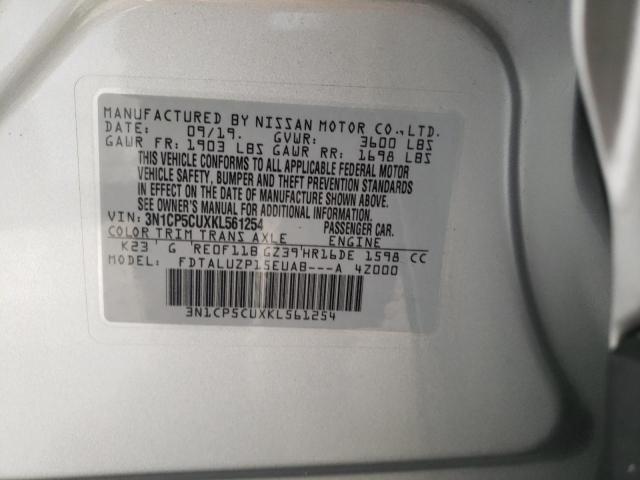 MANUFACTURED BY NISSAN MOTOR CO.,LTD.
DATE: 09/19. GVWR: 3600 LBS
GAWR FR: 1903 LBS GAWR RR: 1698 LBS
THIS VEHICLE CONFORMS TO ALL APPLICABLE FEDERAL MOTOR
VEHICLE SAFETY, BUMPER AND THEFT PREVENTION STANDARDS
IN EFFECT ON THE DATE OF MANUFACTURE SHOWN ABOVE.
SEE OWNER'S MANUAL FOR ADDITIONAL INFORMATION.
VIN: 3N1CP5CUXKL561254 PASSENGER CAR.
COLOR TRIM TRANS AXLE ENGINE
K23 G RE0F11B GZ39 HR16DE 1598 CC
MODEL: FDTALUZP15EUAB---A 4Z000
3N1CP5CUXKL561254